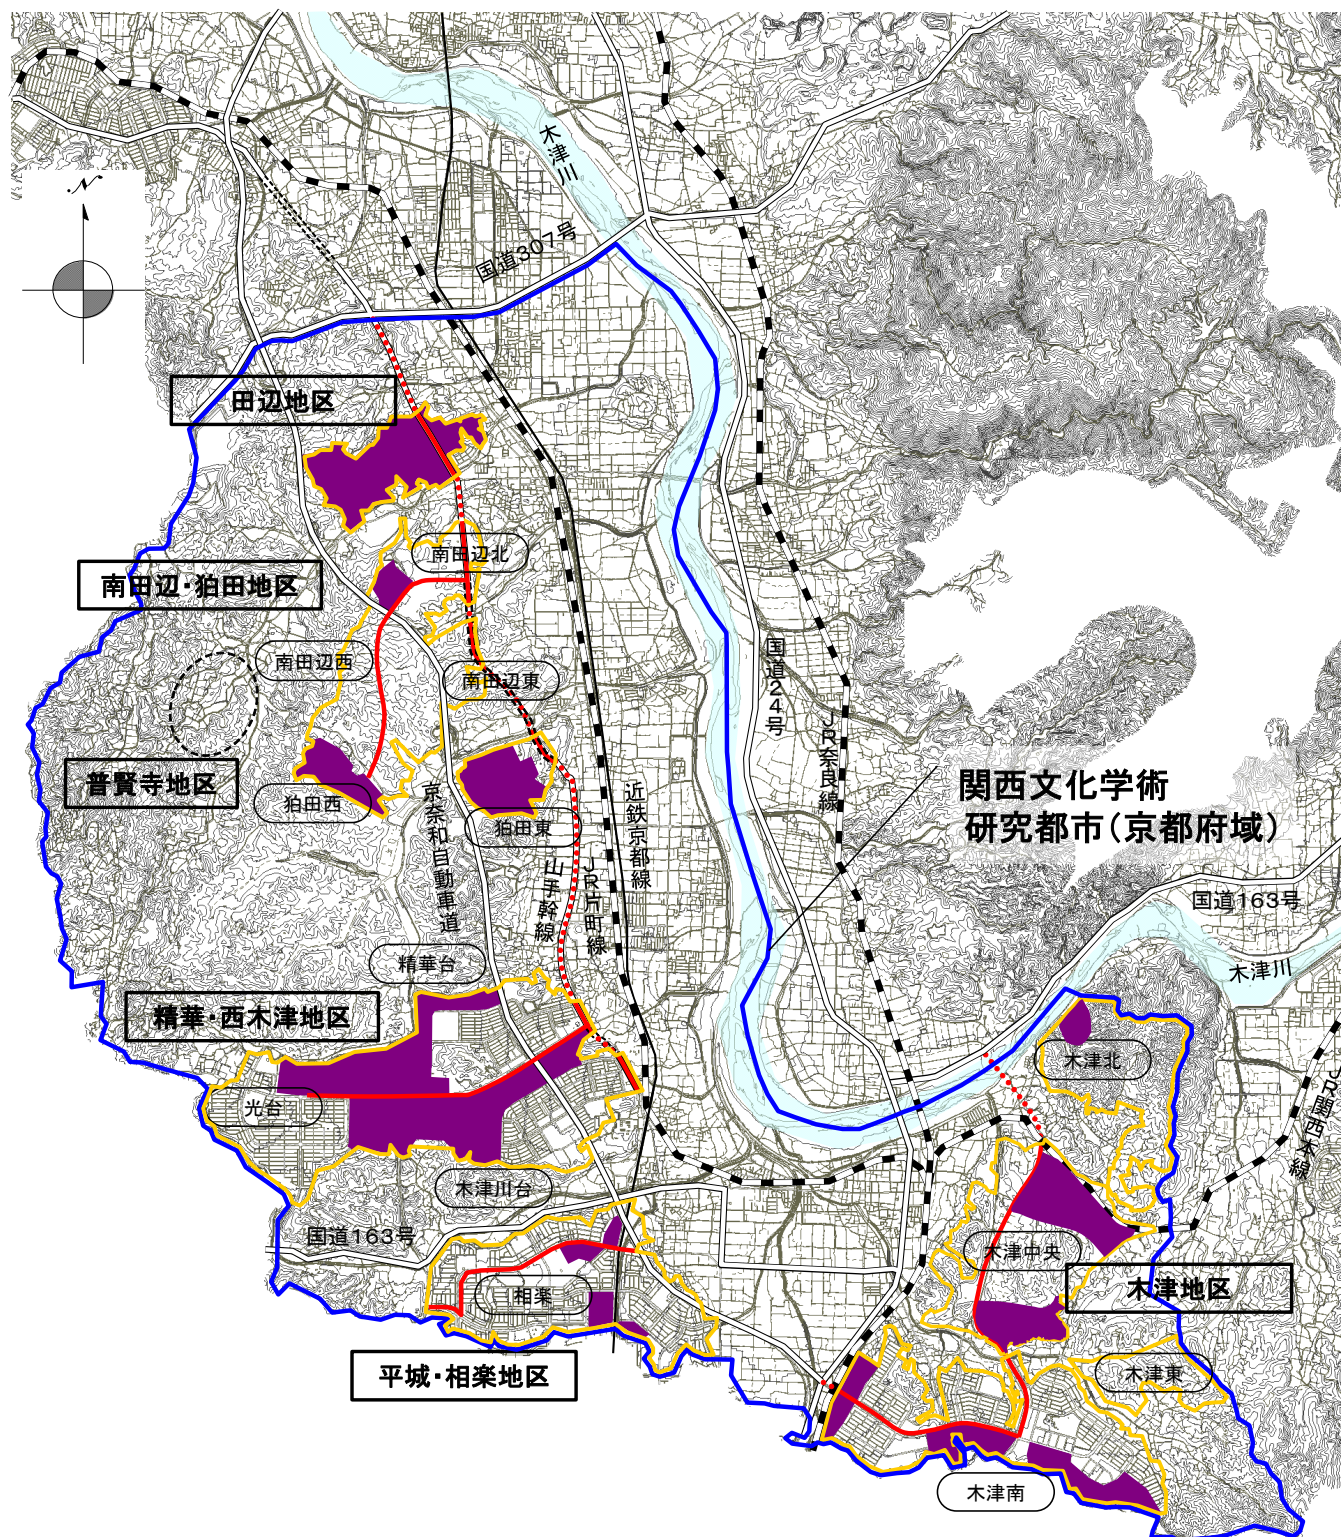 木津川
N
国道307号
田辺地区
南田辺北
南田辺・狛田地区
南田辺西
南田辺東
国道24号
JR奈良線
普賢寺地区
狛田西
狛田東
京奈和自動車道
山手幹線
JR片町線
近鉄京都線
関西文化学術
研究都市(京都府域)
国道163号
木津川
精華台
精華・西木津地区
光台
木津北
JR関西本線
木津川台
国道163号
相楽
木津中央
木津地区
平城・相楽地区
木津東
木津南